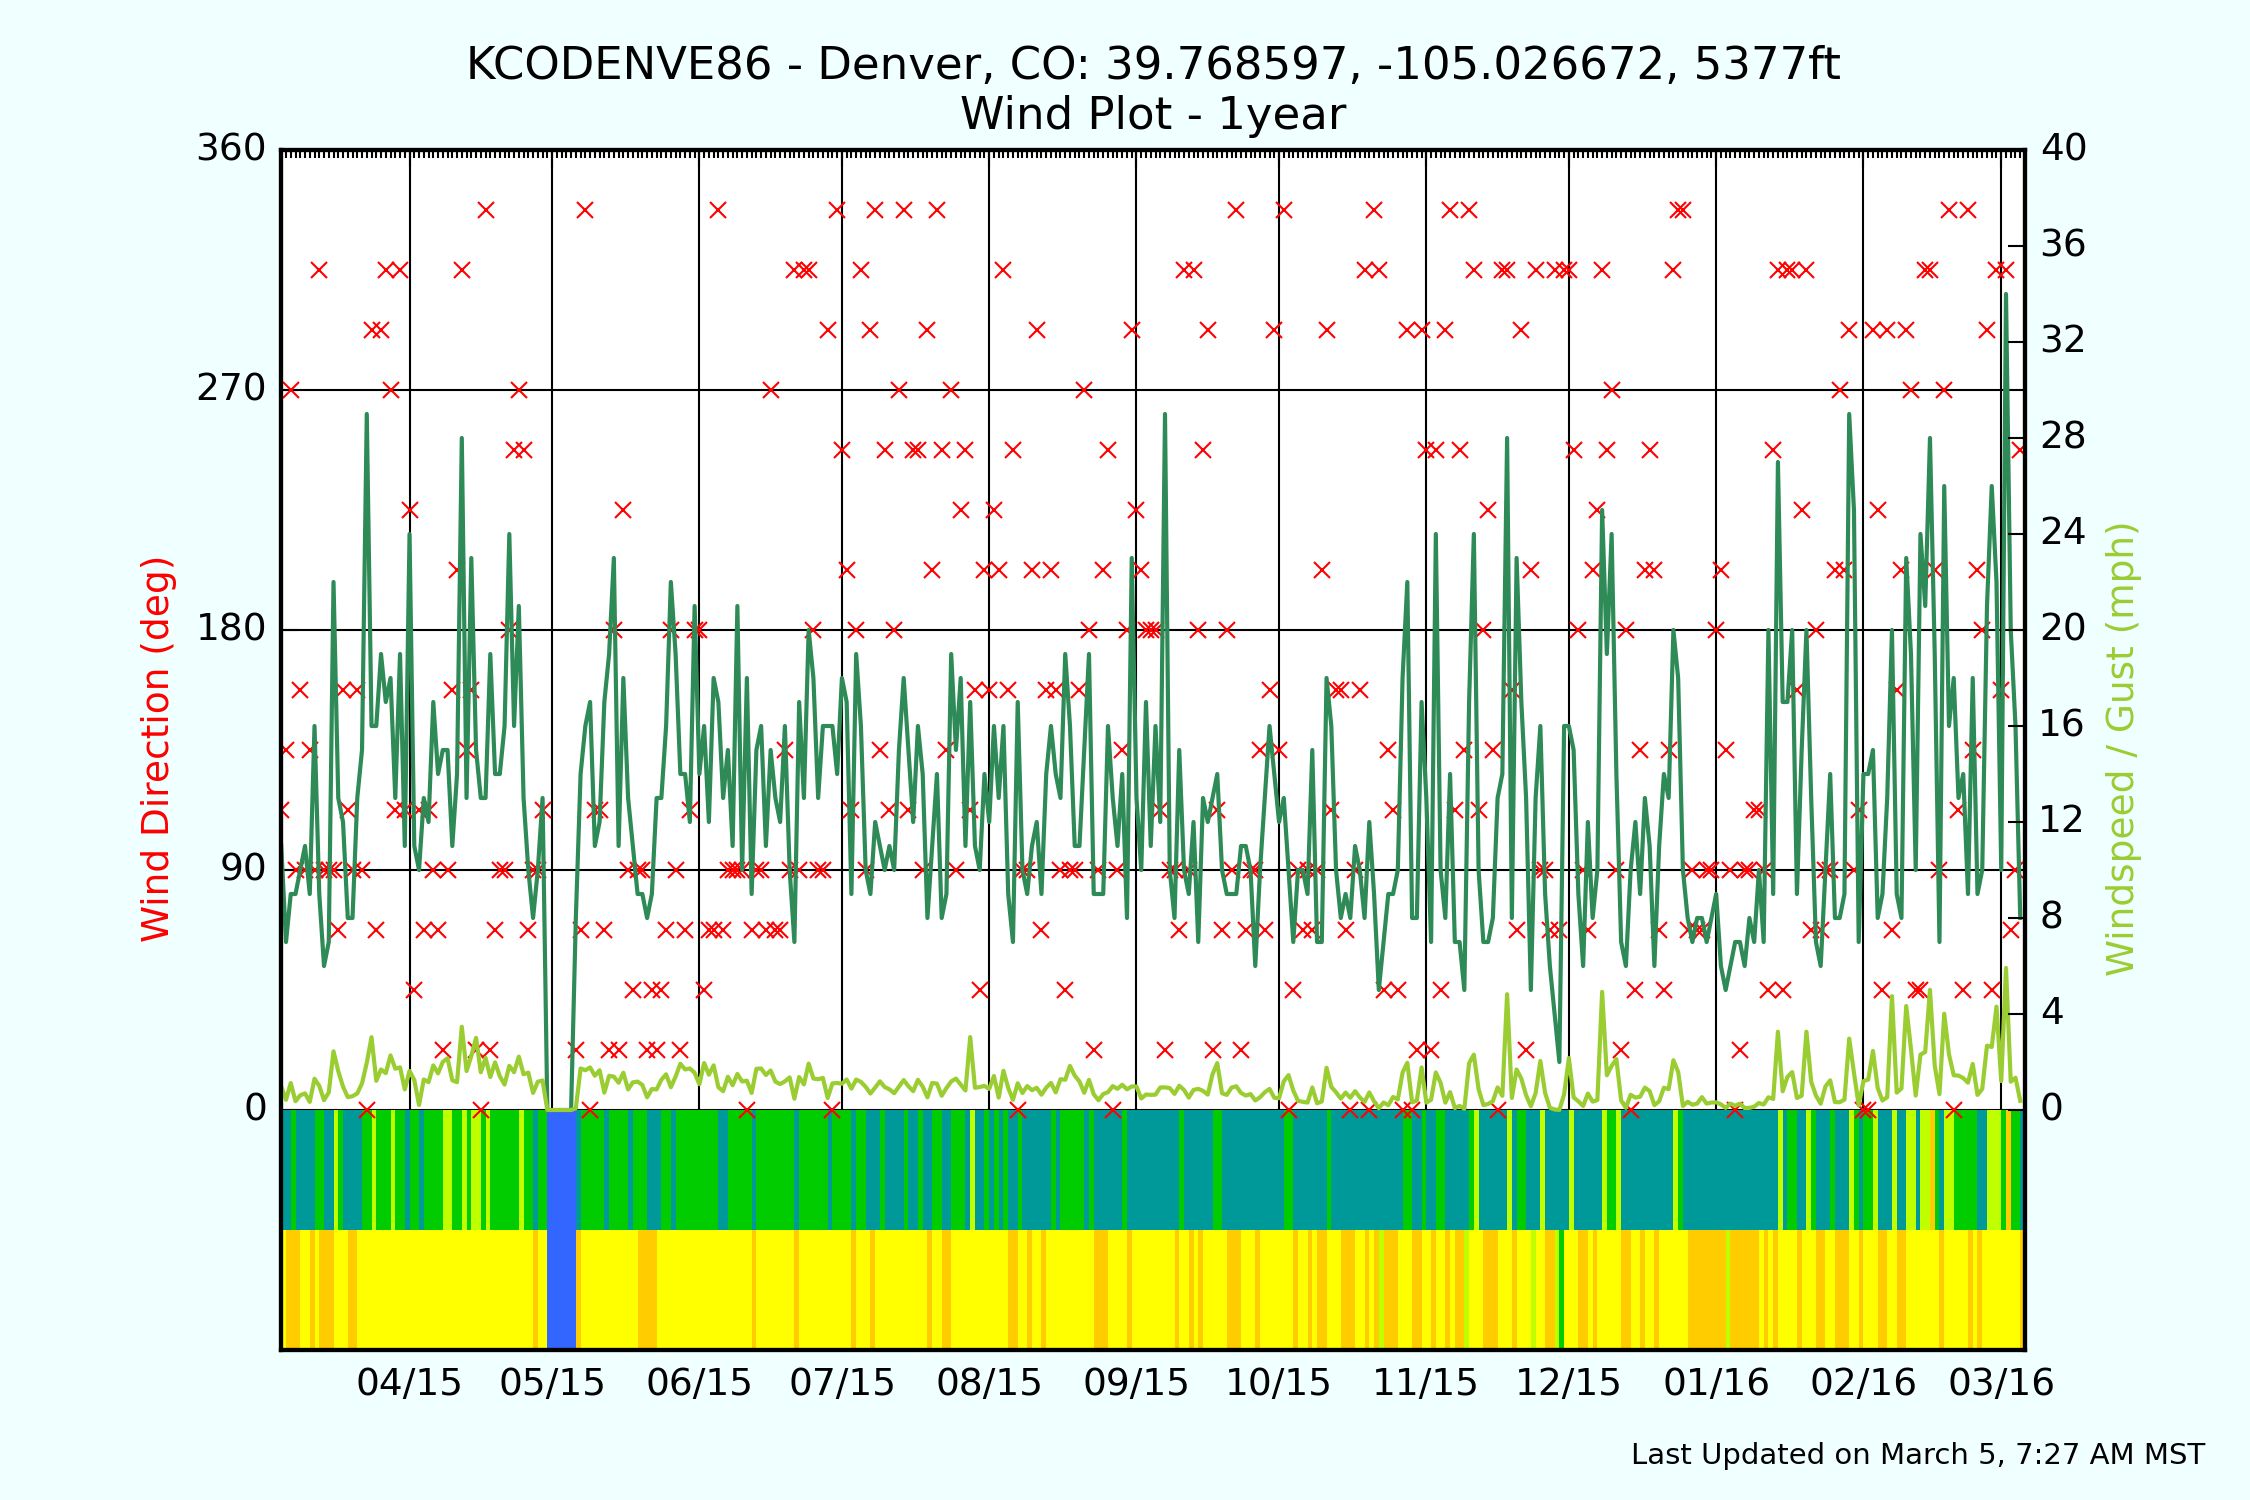 KCODENVE86 - Denver, CO: 39.768597, -105.026672, 5377ft
Wind Plot - 1year
360
270
180
90
0
Wind Direction (deg)
40
36
32
28
24
20
16
12
8
4
0
Windspeed / Gust (mph)
04/15 05/15 06/15 07/15 08/15 09/15 10/15 11/15 12/15 01/16 02/16 03/16
Last Updated on March 5, 7:27 AM MST